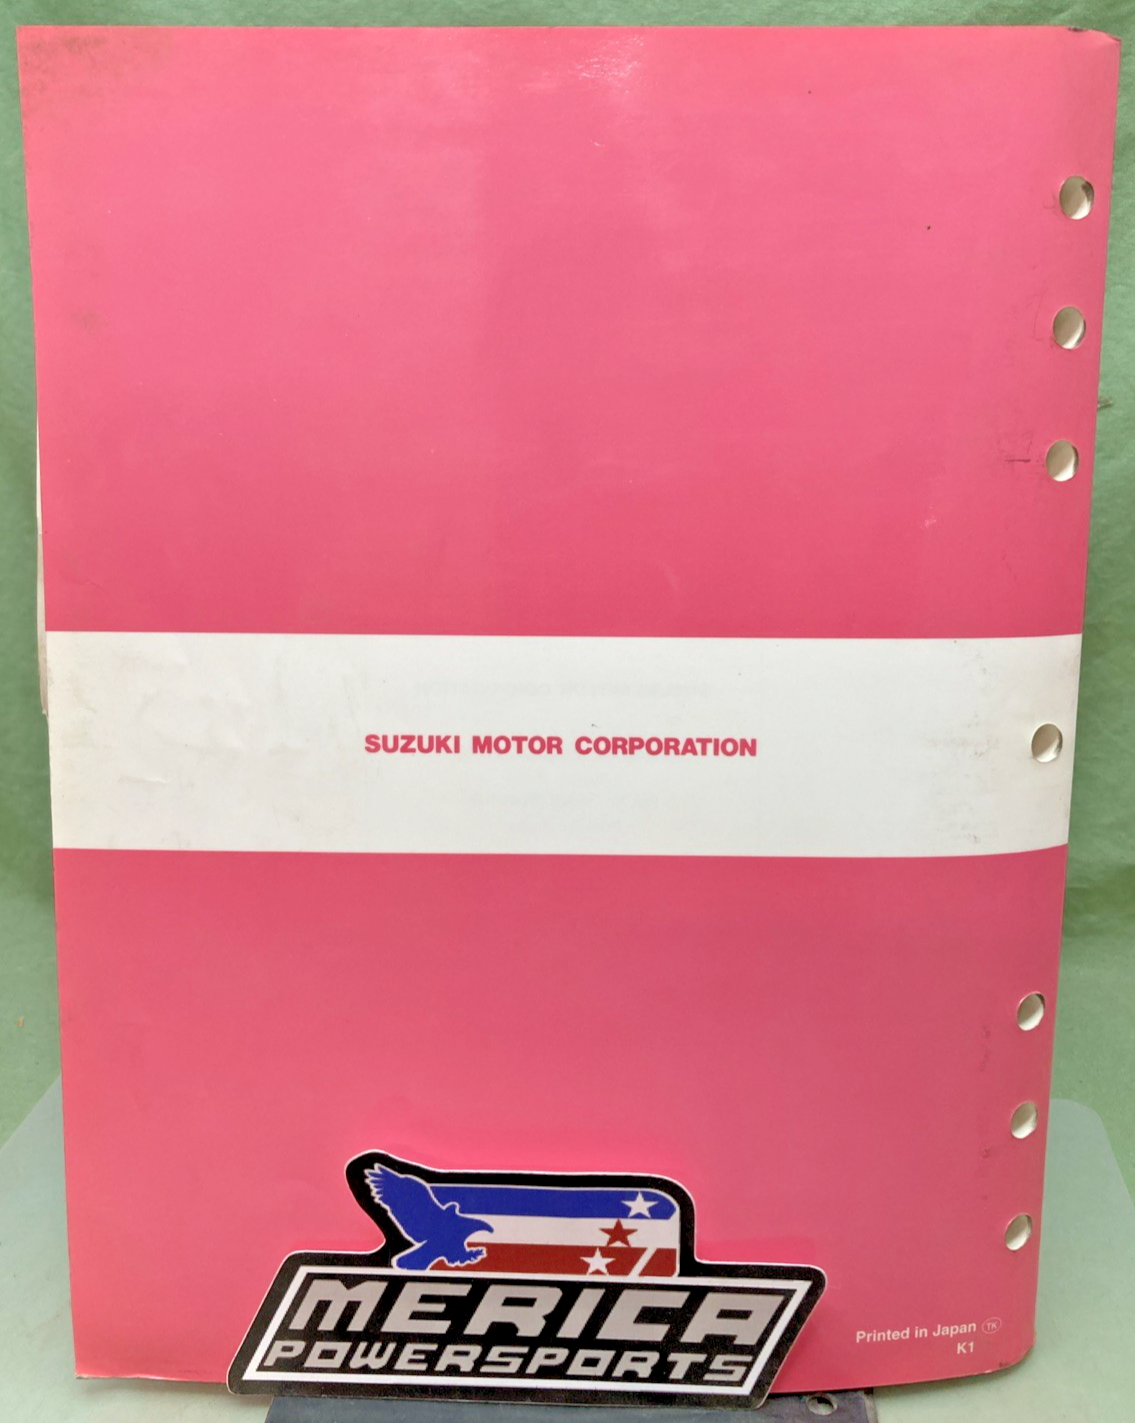 SUZUKI MOTOR CORPORATION
MERICA
POWERSPORTS
Printed in Japan TK
K1